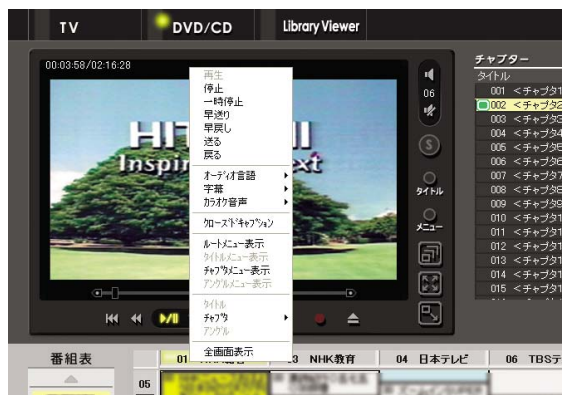 TV
DVD/CD
Library Viewer
00:03:58/02:16:28
06
S
タイトル
メニュー
再生
停止
一時停止
早送り
早戻し
送る
戻る
オーディオ言語
字幕
カラオケ音声
クローズドキャプション
ルートメニュー表示
タイトルメニュー表示
チャプタメニュー表示
アングルメニュー表示
タイトル
チャプタ
アングル
全画面表示
HIT
I
Inspir
xt
チャプター
タイトル
001 <チャプタ1
002 <チャプタ2
003 <チャプタ3
004 <チャプタ4
005 <チャプタ5
006 <チャプタ6
007 <チャプタ7
008 <チャプタ8
009 <チャプタ9
010 <チャプタ1
011 <チャプタ1
012 <チャプタ1
013 <チャプタ1
014 <チャプタ1
015 <チャプタ1
番組表
01
3 NHK教育
04 日本テレビ
06 TBSテ
05